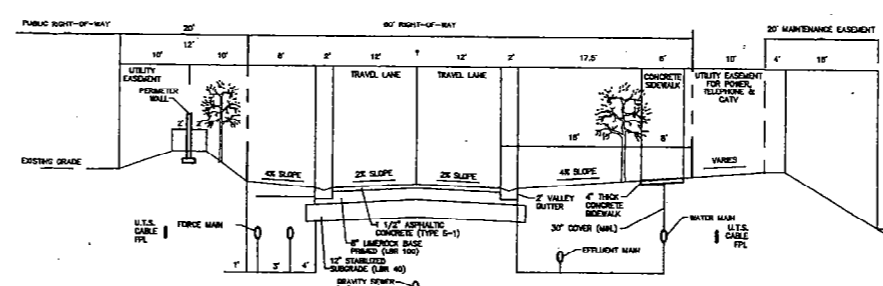 PUBLIC RIGHT-OF-WAY
20'
60' RIGHT-OF-WAY
20' MAINTENANCE EASEMENT
12'
10' 10' 2' 12' 12' 2' 17.5' 10' 4'
UTILITY
EASEMENT
PERIMETER
WALL
TRAVEL LANE
TRAVEL LANE
CONCRETE
SIDEWALK
UTILITY EASEMENT
FOR POWER,
TELEPHONE &
CATV
2'
EXISTING GRADE
4% SLOPE
2% SLOPE
2% SLOPE
4% SLOPE
VARIES
2' VALLEY
GUTTER
4" THICK
CONCRETE
SIDEWALK
1 1/2" ASPHALTIC
CONCRETE (TYPE S-1)
8" LIMEROCK BASE
PRIMED (LBR 100)
12" STABILIZED
SUBGRADE (LBR 40)
U.T.S.
CABLE
FPL
FORCE MAIN
30" COVER (MIN.)
WATER MAIN
U.T.S.
CABLE
FPL
EFFLUENT MAIN
1' 3' 4'
GRAVITY SEWER